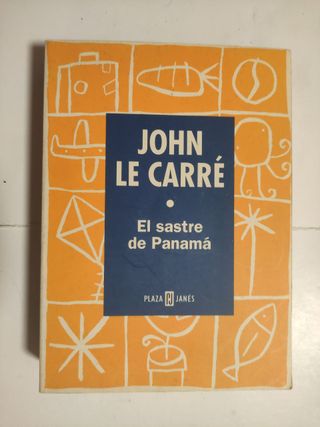 JOHN
LE CARRÉ
El sastre
de Panamá
PLAZA JANÉS